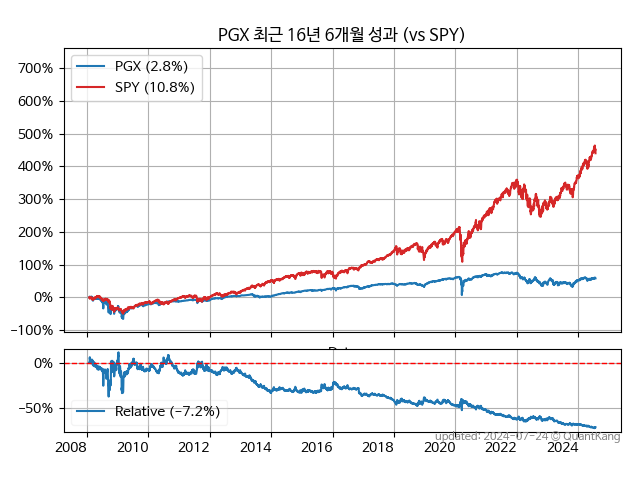 PGX 최근 16년 6개월 성과 (vs SPY)
PGX (2.8%)
SPY (10.8%)
700%
600%
500%
400%
300%
200%
100%
0%
−100%
0%
−50%
Relative (−7.2%)
updated: 2024-07-24 © QuantKang
2008 2010 2012 2014 2016 2018 2020 2022 2024